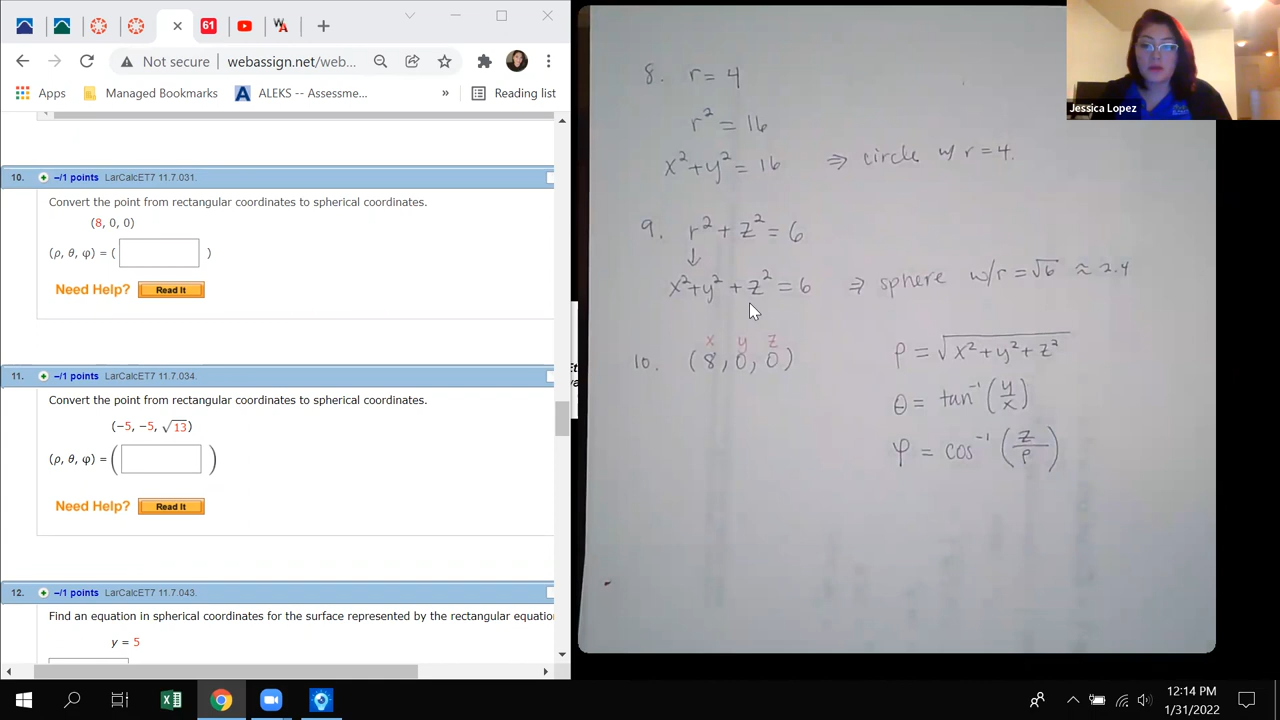 61
Not secure
webassign.net/web...
Apps
Managed Bookmarks
ALEKS -- Assessme...
»
Reading list
10.
–/1 points
LarCalcET7 11.7.031.
Convert the point from rectangular coordinates to spherical coordinates.
(8, 0, 0)
(ρ, θ, φ) = ( )
Need Help? Read It
11.
–/1 points
LarCalcET7 11.7.034.
Convert the point from rectangular coordinates to spherical coordinates.
(−5, −5, √13)
(ρ, θ, φ) = ( )
Need Help? Read It
12.
–/1 points
LarCalcET7 11.7.043.
Find an equation in spherical coordinates for the surface represented by the rectangular equatio
y = 5
8. r = 4
r² = 16
x² + y² = 16 ⇒ circle w/ r = 4.
9. r² + z² = 6
↓
x² + y² + z² = 6 ⇒ sphere w/ r = √6 ≈ 2.4
x y z
10. (8, 0, 0)
ρ = √x² + y² + z²
θ = tan⁻¹ (y/x)
φ = cos⁻¹ (z/ρ)
Jessica Lopez
12:14 PM
1/31/2022